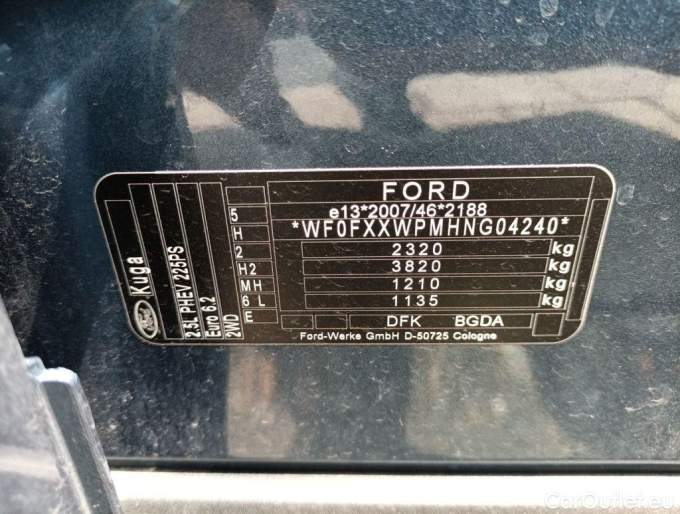 FORD
e13*2007/46*2188
*WF0FXXWPMHNG04240*
2320 kg
3820 kg
1210 kg
1135 kg
DFK BGDA
Ford-Werke GmbH D-50725 Cologne
5
H
2
H2
MH
6 L
E
Ford
Kuga
2.5L PHEV 225PS
Euro 6.2
2WD
CarOutlet.eu